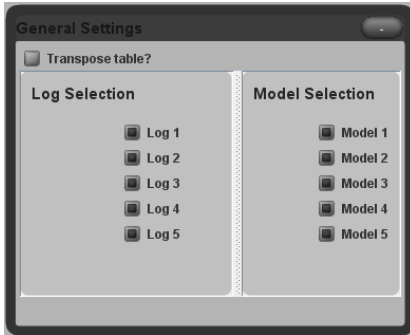 General Settings
Transpose table?
Log Selection
Log 1
Log 2
Log 3
Log 4
Log 5
Model Selection
Model 1
Model 2
Model 3
Model 4
Model 5